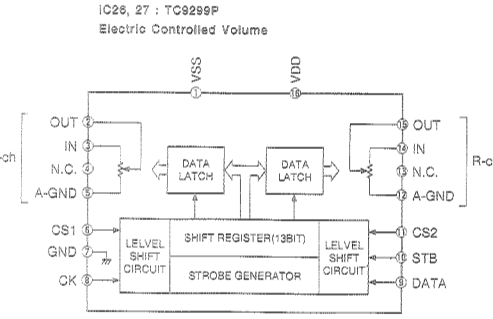 IC26, 27 : TC9299P
Electric Controlled Volume
VSS
VDD
1
16
OUT 2
IN 3
N.C. 4
A-GND 5
CS1 6
GND 7
CK 8
-ch
15 OUT
14 IN
13 N.C.
12 A-GND
11 CS2
10 STB
9 DATA
R-c
DATA
LATCH
DATA
LATCH
LELVEL
SHIFT
CIRCUIT
SHIFT REGISTER(13BIT)
STROBE GENERATOR
LELVEL
SHIFT
CIRCUIT